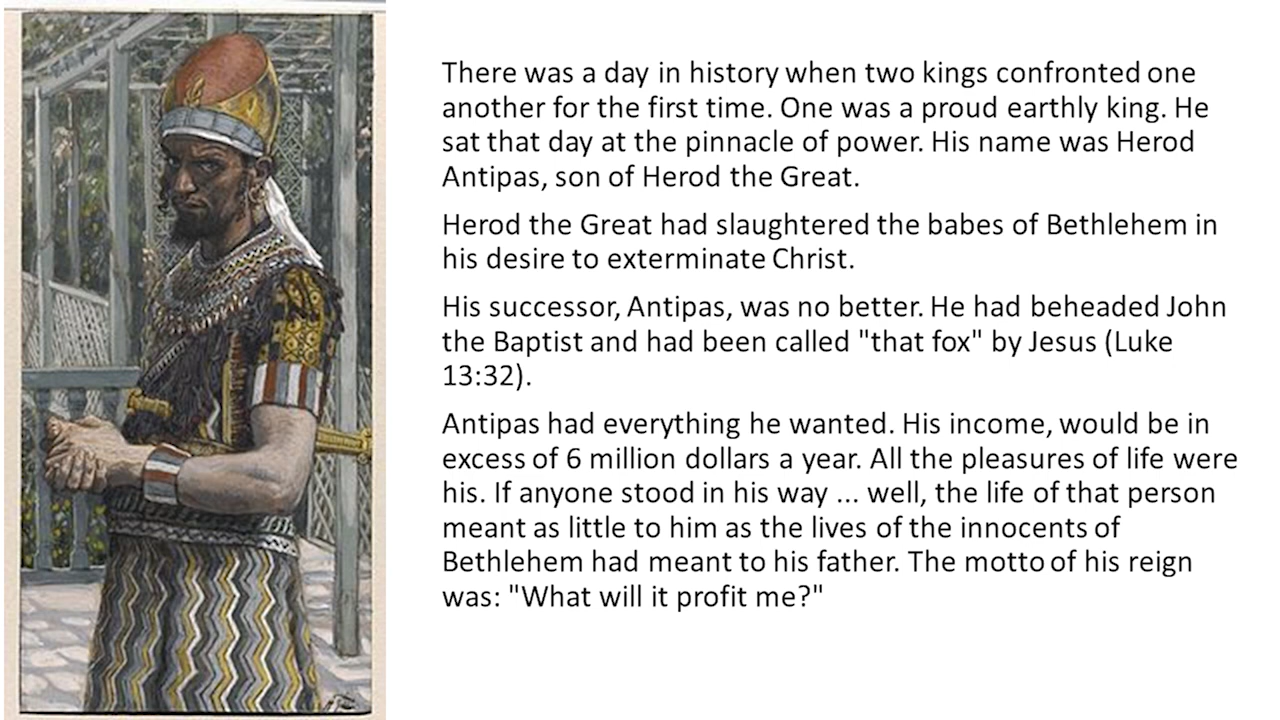 There was a day in history when two kings confronted one
another for the first time. One was a proud earthly king. He
sat that day at the pinnacle of power. His name was Herod
Antipas, son of Herod the Great.
Herod the Great had slaughtered the babes of Bethlehem in
his desire to exterminate Christ.
His successor, Antipas, was no better. He had beheaded John
the Baptist and had been called "that fox" by Jesus (Luke
13:32).
Antipas had everything he wanted. His income, would be in
excess of 6 million dollars a year. All the pleasures of life were
his. If anyone stood in his way ... well, the life of that person
meant as little to him as the lives of the innocents of
Bethlehem had meant to his father. The motto of his reign
was: "What will it profit me?"